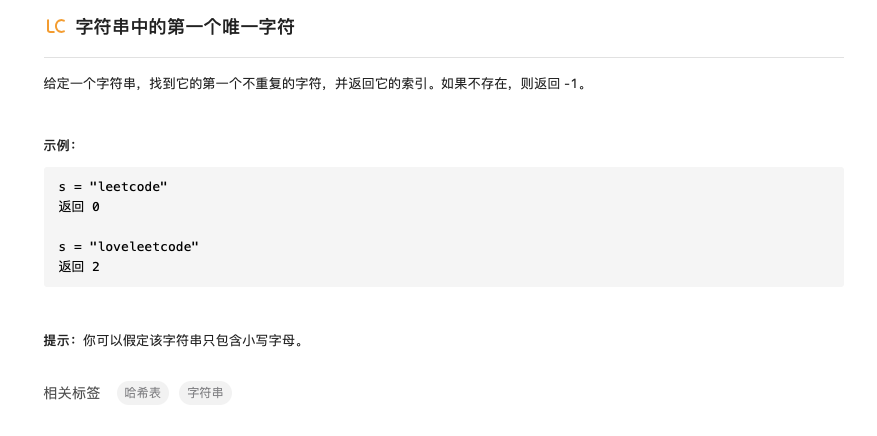 LC 字符串中的第一个唯一字符
给定一个字符串，找到它的第一个不重复的字符，并返回它的索引。如果不存在，则返回 -1。
示例：
s = "leetcode"
返回 0
s = "loveleetcode"
返回 2
提示：你可以假定该字符串只包含小写字母。
相关标签 哈希表 字符串